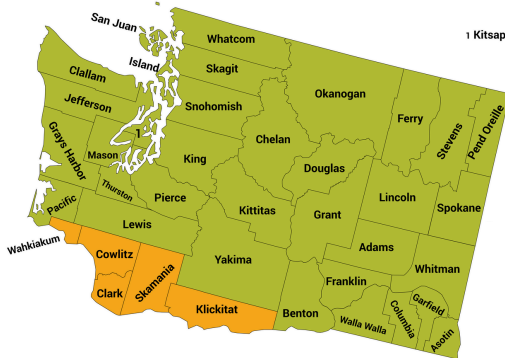 San Juan
Whatcom
1 Kitsap
Island
Skagit
Clallam
Okanogan
Jefferson
Snohomish
Ferry
Stevens
Pend Oreille
Chelan
1
Grays Harbor
Mason
King
Douglas
Thurston
Pierce
Lincoln
Spokane
Pacific
Kittitas
Grant
Lewis
Wahkiakum
Adams
Cowlitz
Yakima
Whitman
Skamania
Franklin
Clark
Klickitat
Benton
Walla Walla
Columbia
Garfield
Asotin